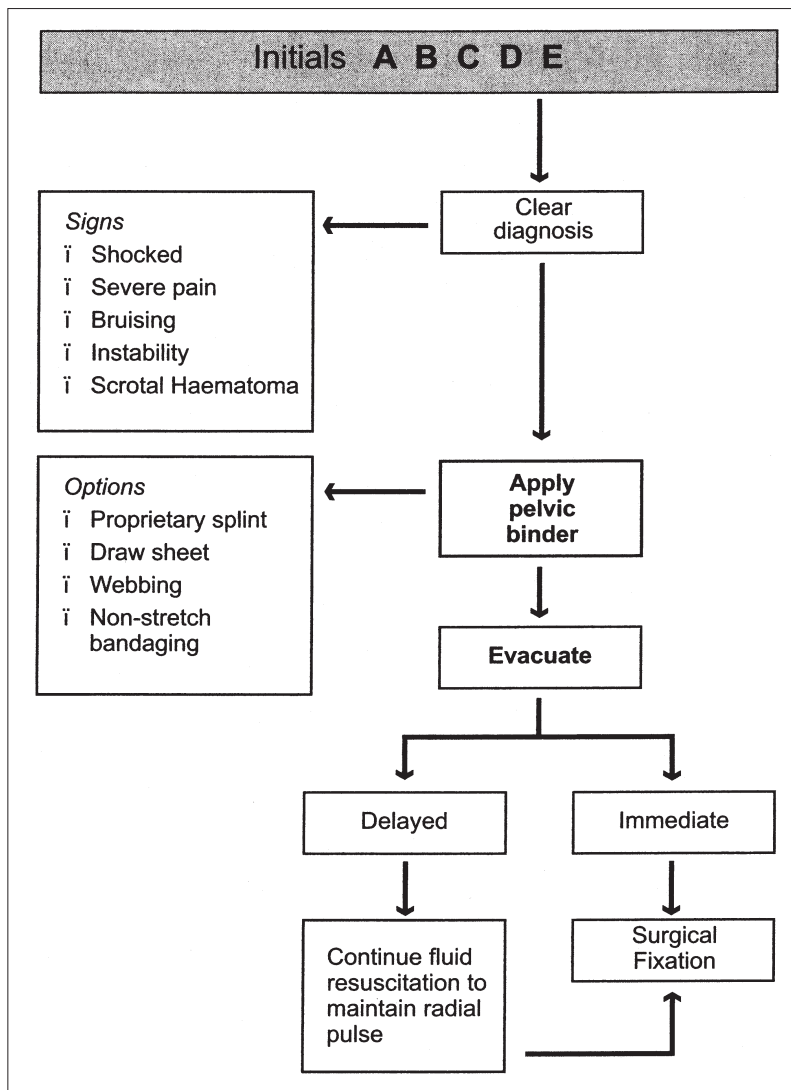 Initials A B C D E
Clear
diagnosis
Signs
ï Shocked
ï Severe pain
ï Bruising
ï Instability
ï Scrotal Haematoma
Apply
pelvic
binder
Options
ï Proprietary splint
ï Draw sheet
ï Webbing
ï Non-stretch
bandaging
Evacuate
Delayed
Immediate
Continue fluid
resuscitation to
maintain radial
pulse
Surgical
Fixation